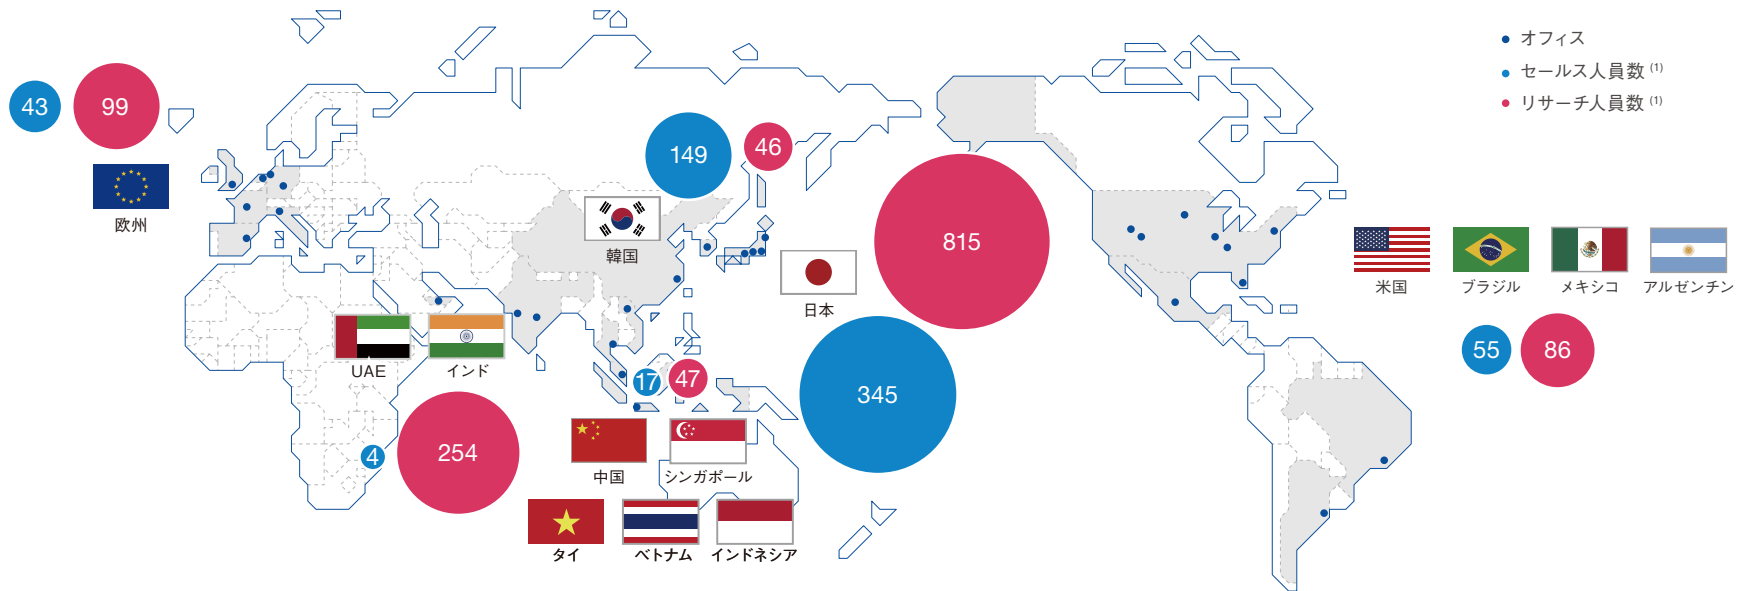 オフィス
セールス人員数 (1)
リサーチ人員数 (1)
43
99
欧州
149
46
韓国
815
日本
345
米国
ブラジル
メキシコ
アルゼンチン
55
86
UAE
インド
4
254
17
47
中国
シンガポール
タイ
ベトナム
インドネシア